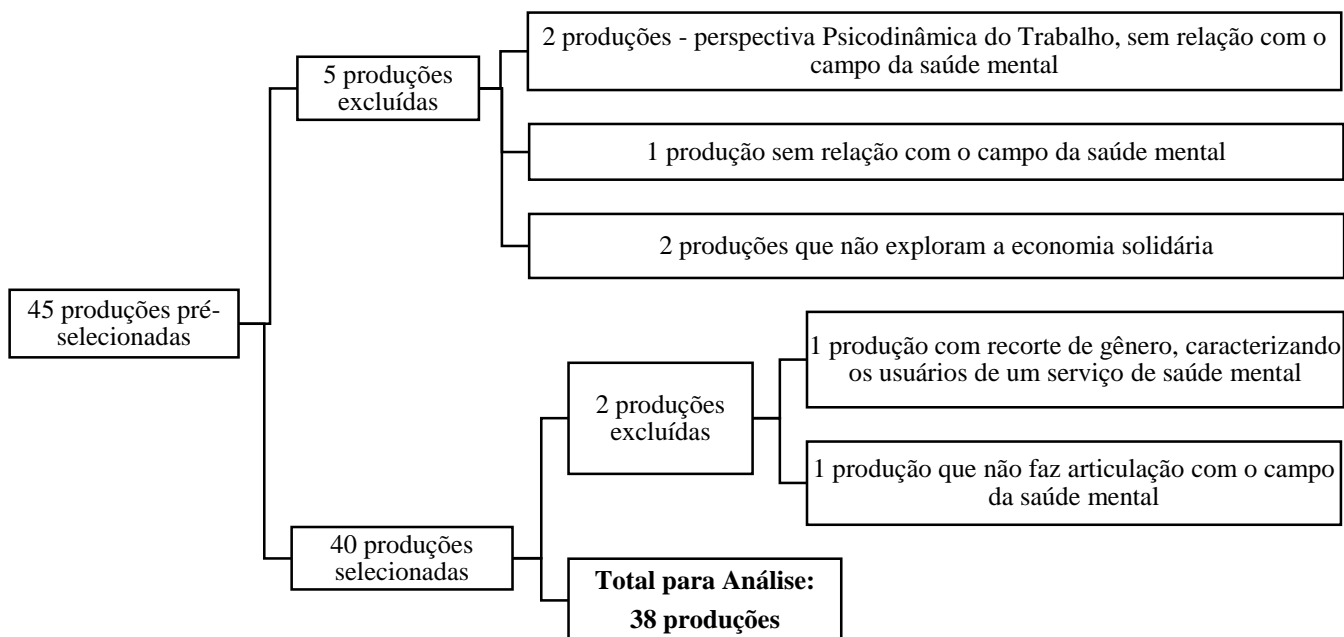 2 produções - perspectiva Psicodinâmica do Trabalho, sem relação com o
campo da saúde mental
5 produções
excluídas
1 produção sem relação com o campo da saúde mental
2 produções que não exploram a economia solidária
45 produções pré-
selecionadas
1 produção com recorte de gênero, caracterizando
os usuários de um serviço de saúde mental
2 produções
excluídas
1 produção que não faz articulação com o campo
da saúde mental
40 produções
selecionadas
Total para Análise:
38 produções